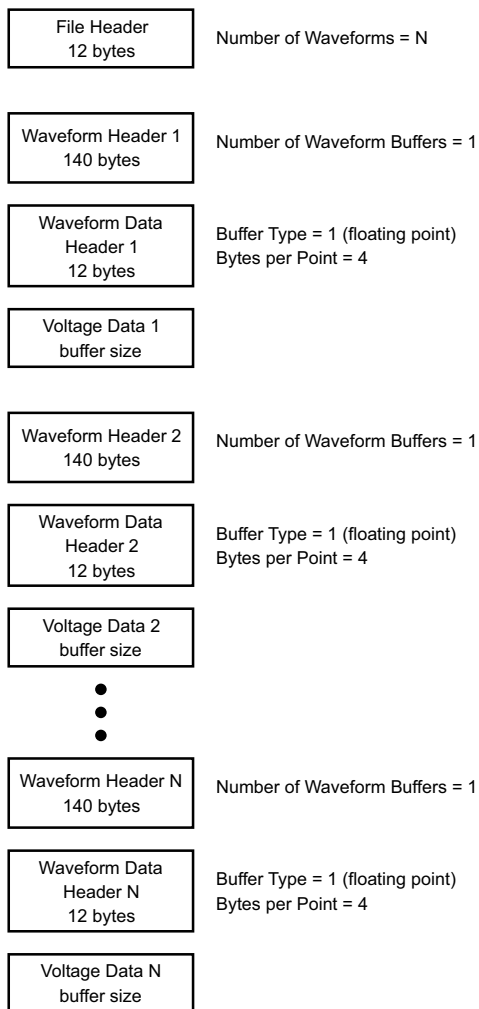 File Header
12 bytes
Number of Waveforms = N
Waveform Header 1
140 bytes
Number of Waveform Buffers = 1
Waveform Data
Header 1
12 bytes
Buffer Type = 1 (floating point)
Bytes per Point = 4
Voltage Data 1
buffer size
Waveform Header 2
140 bytes
Number of Waveform Buffers = 1
Waveform Data
Header 2
12 bytes
Buffer Type = 1 (floating point)
Bytes per Point = 4
Voltage Data 2
buffer size
Waveform Header N
140 bytes
Number of Waveform Buffers = 1
Waveform Data
Header N
12 bytes
Buffer Type = 1 (floating point)
Bytes per Point = 4
Voltage Data N
buffer size